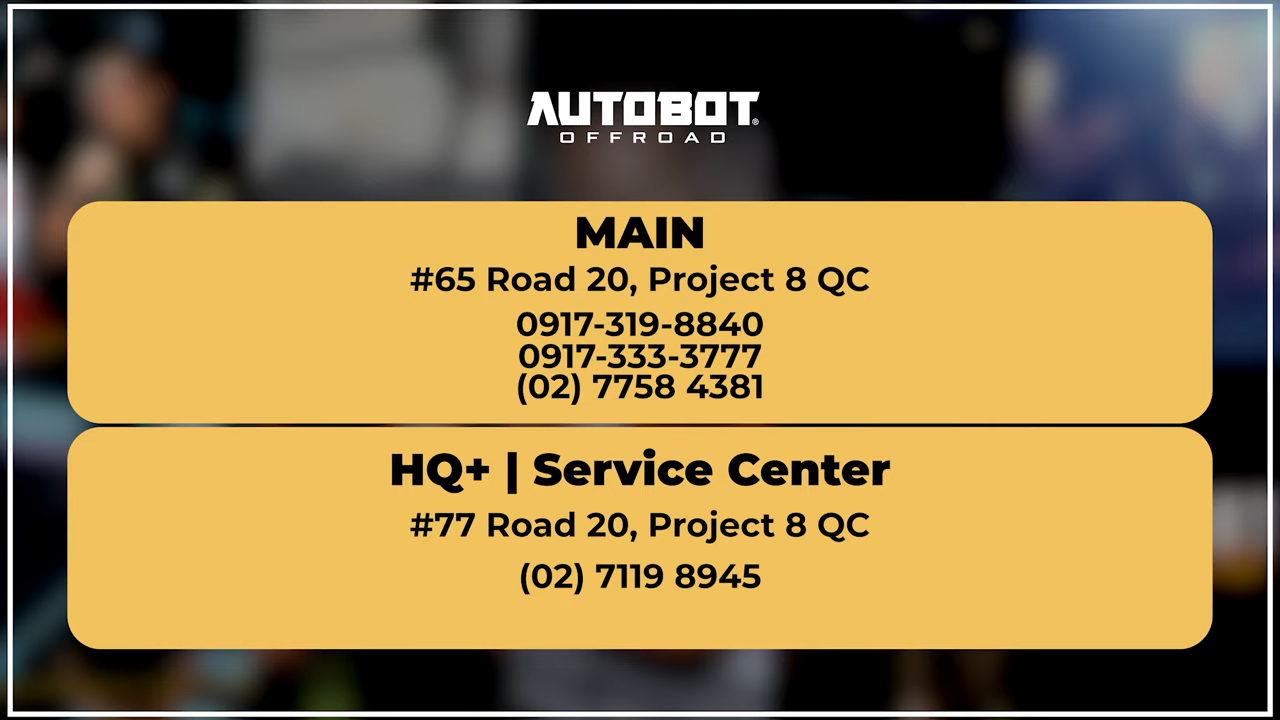 AUTOBOT®
OFFROAD
MAIN
#65 Road 20, Project 8 QC
0917-319-8840
0917-333-3777
(02) 7758 4381
HQ+ | Service Center
#77 Road 20, Project 8 QC
(02) 7119 8945